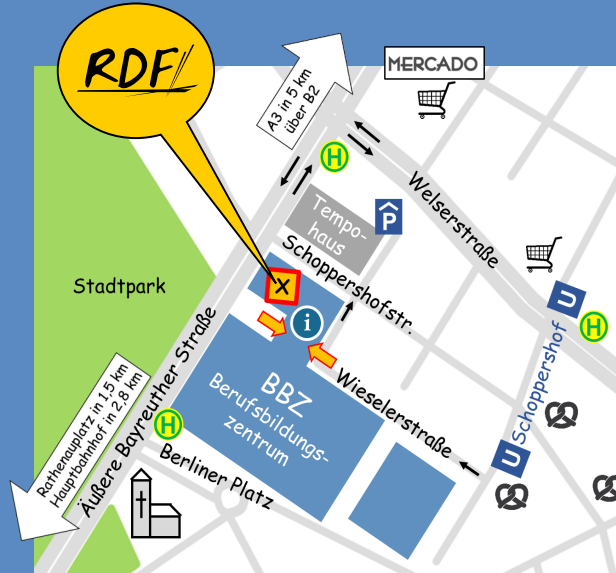 RDF
A3 in 5 km
über B2
MERCADO
H
Welserstraße
Tempo-
haus
P
Schoppershofstr.
Stadtpark
X
i
U
H
Schoppershof
U
Äußere Bayreuther Straße
BBZ
Berufsbildungs-
zentrum
Wieselerstraße
Rathenauplatz in 1,5 km
Hauptbahnhof in 2,8 km
H
Berliner Platz